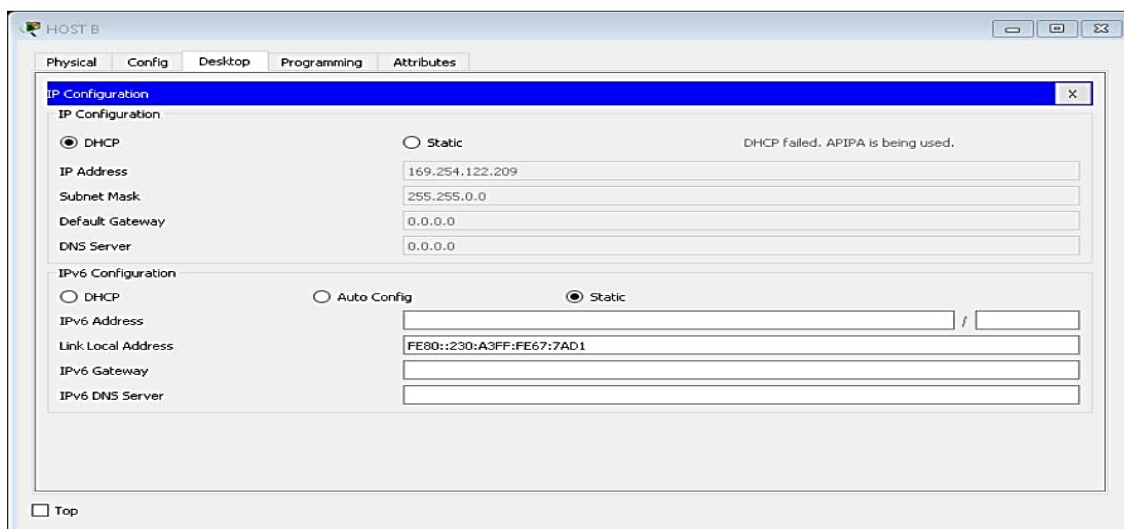 HOST B
Physical Config Desktop Programming Attributes
IP Configuration X
IP Configuration
DHCP Static DHCP failed. APIPA is being used.
IP Address 169.254.122.209
Subnet Mask 255.255.0.0
Default Gateway 0.0.0.0
DNS Server 0.0.0.0
IPv6 Configuration
DHCP Auto Config Static
IPv6 Address /
Link Local Address FE80::230:A3FF:FE67:7AD1
IPv6 Gateway
IPv6 DNS Server
Top